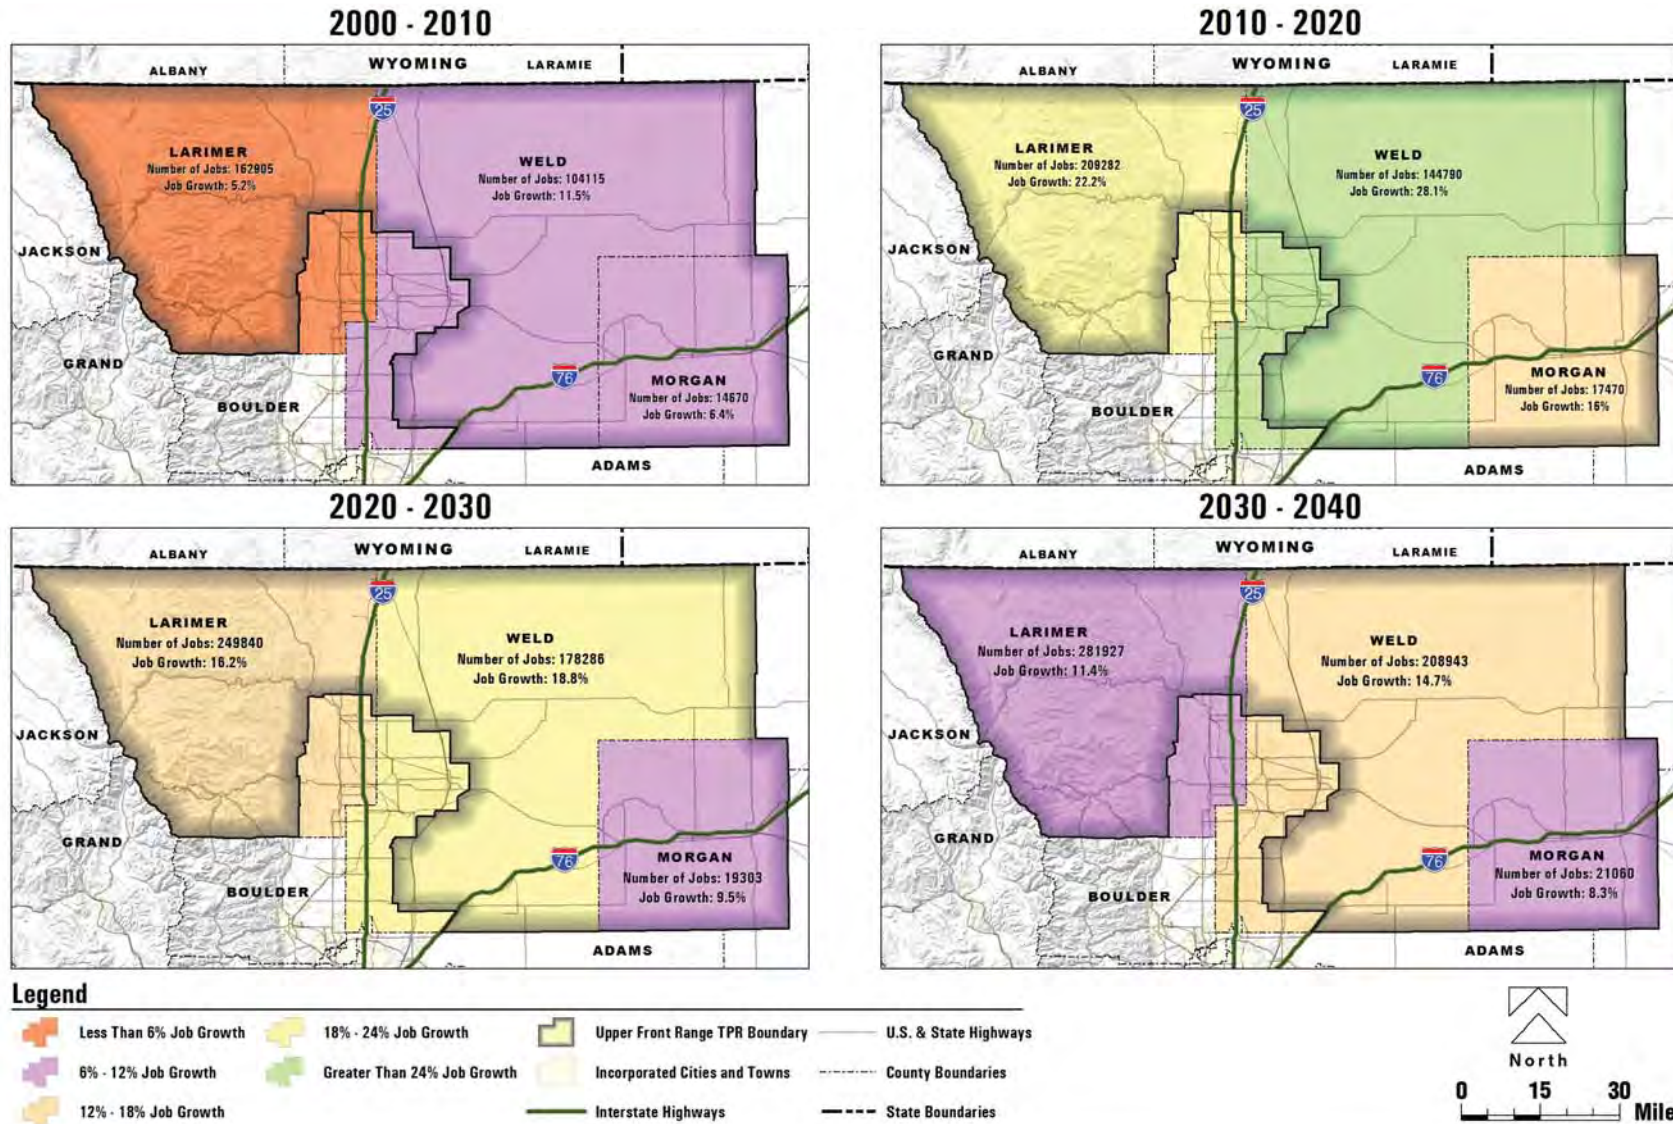 2000 - 2010
ALBANY
WYOMING
LARAMIE
25
LARIMER
Number of Jobs: 162905
Job Growth: 5.2%
WELD
Number of Jobs: 104115
Job Growth: 11.5%
JACKSON
GRAND
BOULDER
76
MORGAN
Number of Jobs: 14670
Job Growth: 6.4%
ADAMS
2010 - 2020
ALBANY
WYOMING
LARAMIE
25
LARIMER
Number of Jobs: 209282
Job Growth: 22.2%
WELD
Number of Jobs: 144790
Job Growth: 28.1%
JACKSON
GRAND
BOULDER
76
MORGAN
Number of Jobs: 17470
Job Growth: 16%
ADAMS
2020 - 2030
ALBANY
WYOMING
LARAMIE
25
LARIMER
Number of Jobs: 249840
Job Growth: 16.2%
WELD
Number of Jobs: 178286
Job Growth: 18.8%
JACKSON
GRAND
BOULDER
76
MORGAN
Number of Jobs: 19303
Job Growth: 9.5%
ADAMS
2030 - 2040
ALBANY
WYOMING
LARAMIE
25
LARIMER
Number of Jobs: 281927
Job Growth: 11.4%
WELD
Number of Jobs: 208943
Job Growth: 14.7%
JACKSON
GRAND
BOULDER
76
MORGAN
Number of Jobs: 21060
Job Growth: 8.3%
ADAMS
Legend
Less Than 6% Job Growth
6% - 12% Job Growth
12% - 18% Job Growth
18% - 24% Job Growth
Greater Than 24% Job Growth
Upper Front Range TPR Boundary
Incorporated Cities and Towns
Interstate Highways
U.S. & State Highways
County Boundaries
State Boundaries
North
0 15 30
Mile